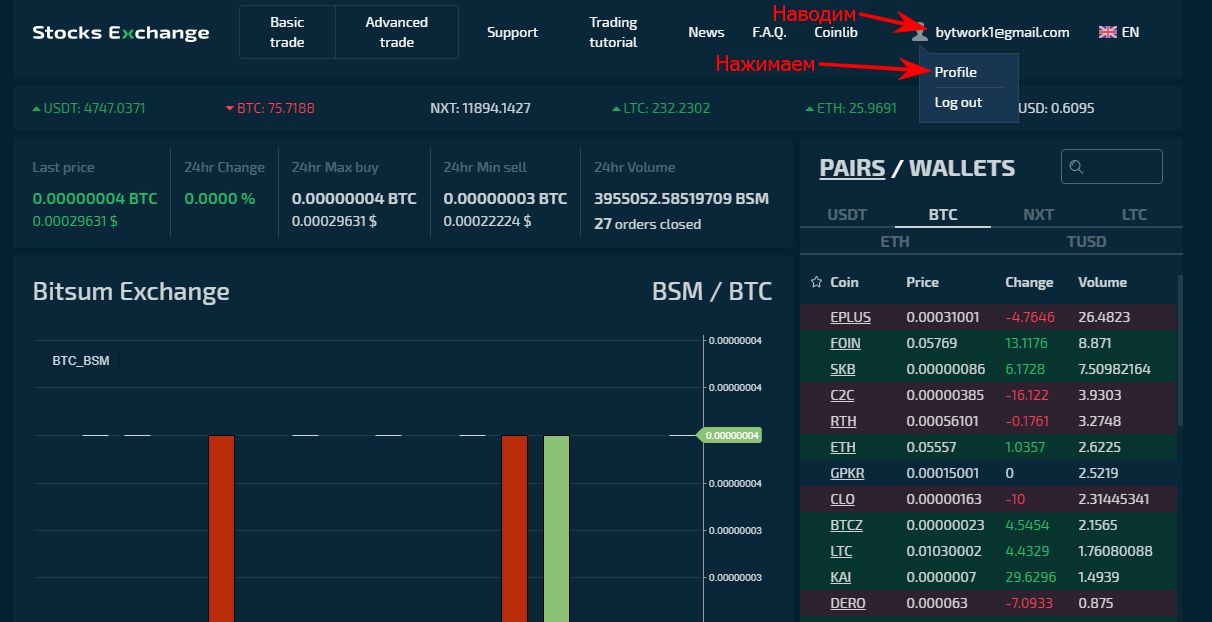 Наводим
Stocks Exchange
Basic trade
Advanced trade
Support
Trading tutorial
News
F.A.Q.
Coinlib
bytwork1@gmail.com
EN
Нажимаем
Profile
Log out
USDT: 4747.0371
BTC: 75.7188
NXT: 11894.1427
LTC: 232.2302
ETH: 25.9691
USD: 0.6095
Last price
0.00000004 BTC
0.00029631 $
24hr Change
0.0000 %
24hr Max buy
0.00000004 BTC
0.00029631 $
24hr Min sell
0.00000003 BTC
0.00022224 $
24hr Volume
3955052.58519709 BSM
27 orders closed
Bitsum Exchange
BSM / BTC
BTC_BSM
0.00000004
0.00000004
0.00000004
0.00000004
0.00000003
0.00000003
PAIRS / WALLETS
USDT BTC NXT LTC
ETH TUSD
Coin Price Change Volume
EPLUS 0.00031001 -4.7646 26.4823
FOIN 0.05769 13.1176 8.871
SKB 0.00000086 6.1728 7.50982164
C2C 0.00000385 -16.122 3.9303
RTH 0.00056101 -0.1761 3.2748
ETH 0.05557 1.0357 2.6225
GPKR 0.00015001 0 2.5219
CLO 0.00000163 -10 2.31445341
BTCZ 0.00000023 4.5454 2.1565
LTC 0.01030002 4.4329 1.76080088
KAI 0.0000007 29.6296 1.4939
DERO 0.000063 -7.0933 0.875